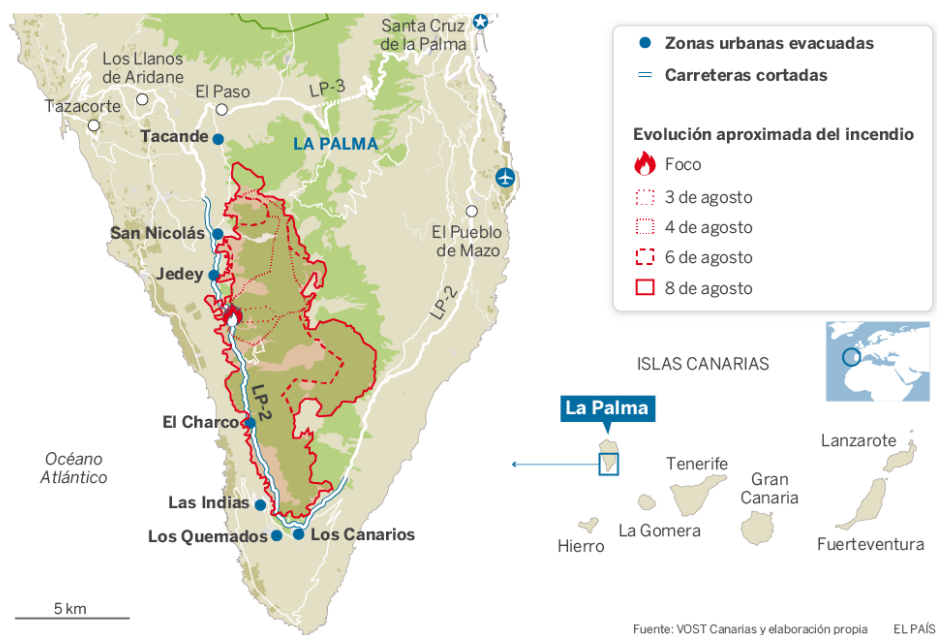 Santa Cruz
de la Palma
Los Llanos
de Aridane
El Paso
LP-3
Tazacorte
Tacande
LA PALMA
San Nicolás
El Pueblo
de Mazo
Jedey
LP-2
LP-2
El Charco
Océano
Atlántico
Las Indias
Los Quemados
Los Canarios
5 km
Zonas urbanas evacuadas
Carreteras cortadas
Evolución aproximada del incendio
Foco
3 de agosto
4 de agosto
6 de agosto
8 de agosto
ISLAS CANARIAS
La Palma
Lanzarote
Tenerife
Gran
Canaria
La Gomera
Hierro
Fuerteventura
Fuente: VOST Canarias y elaboración propia
EL PAÍS